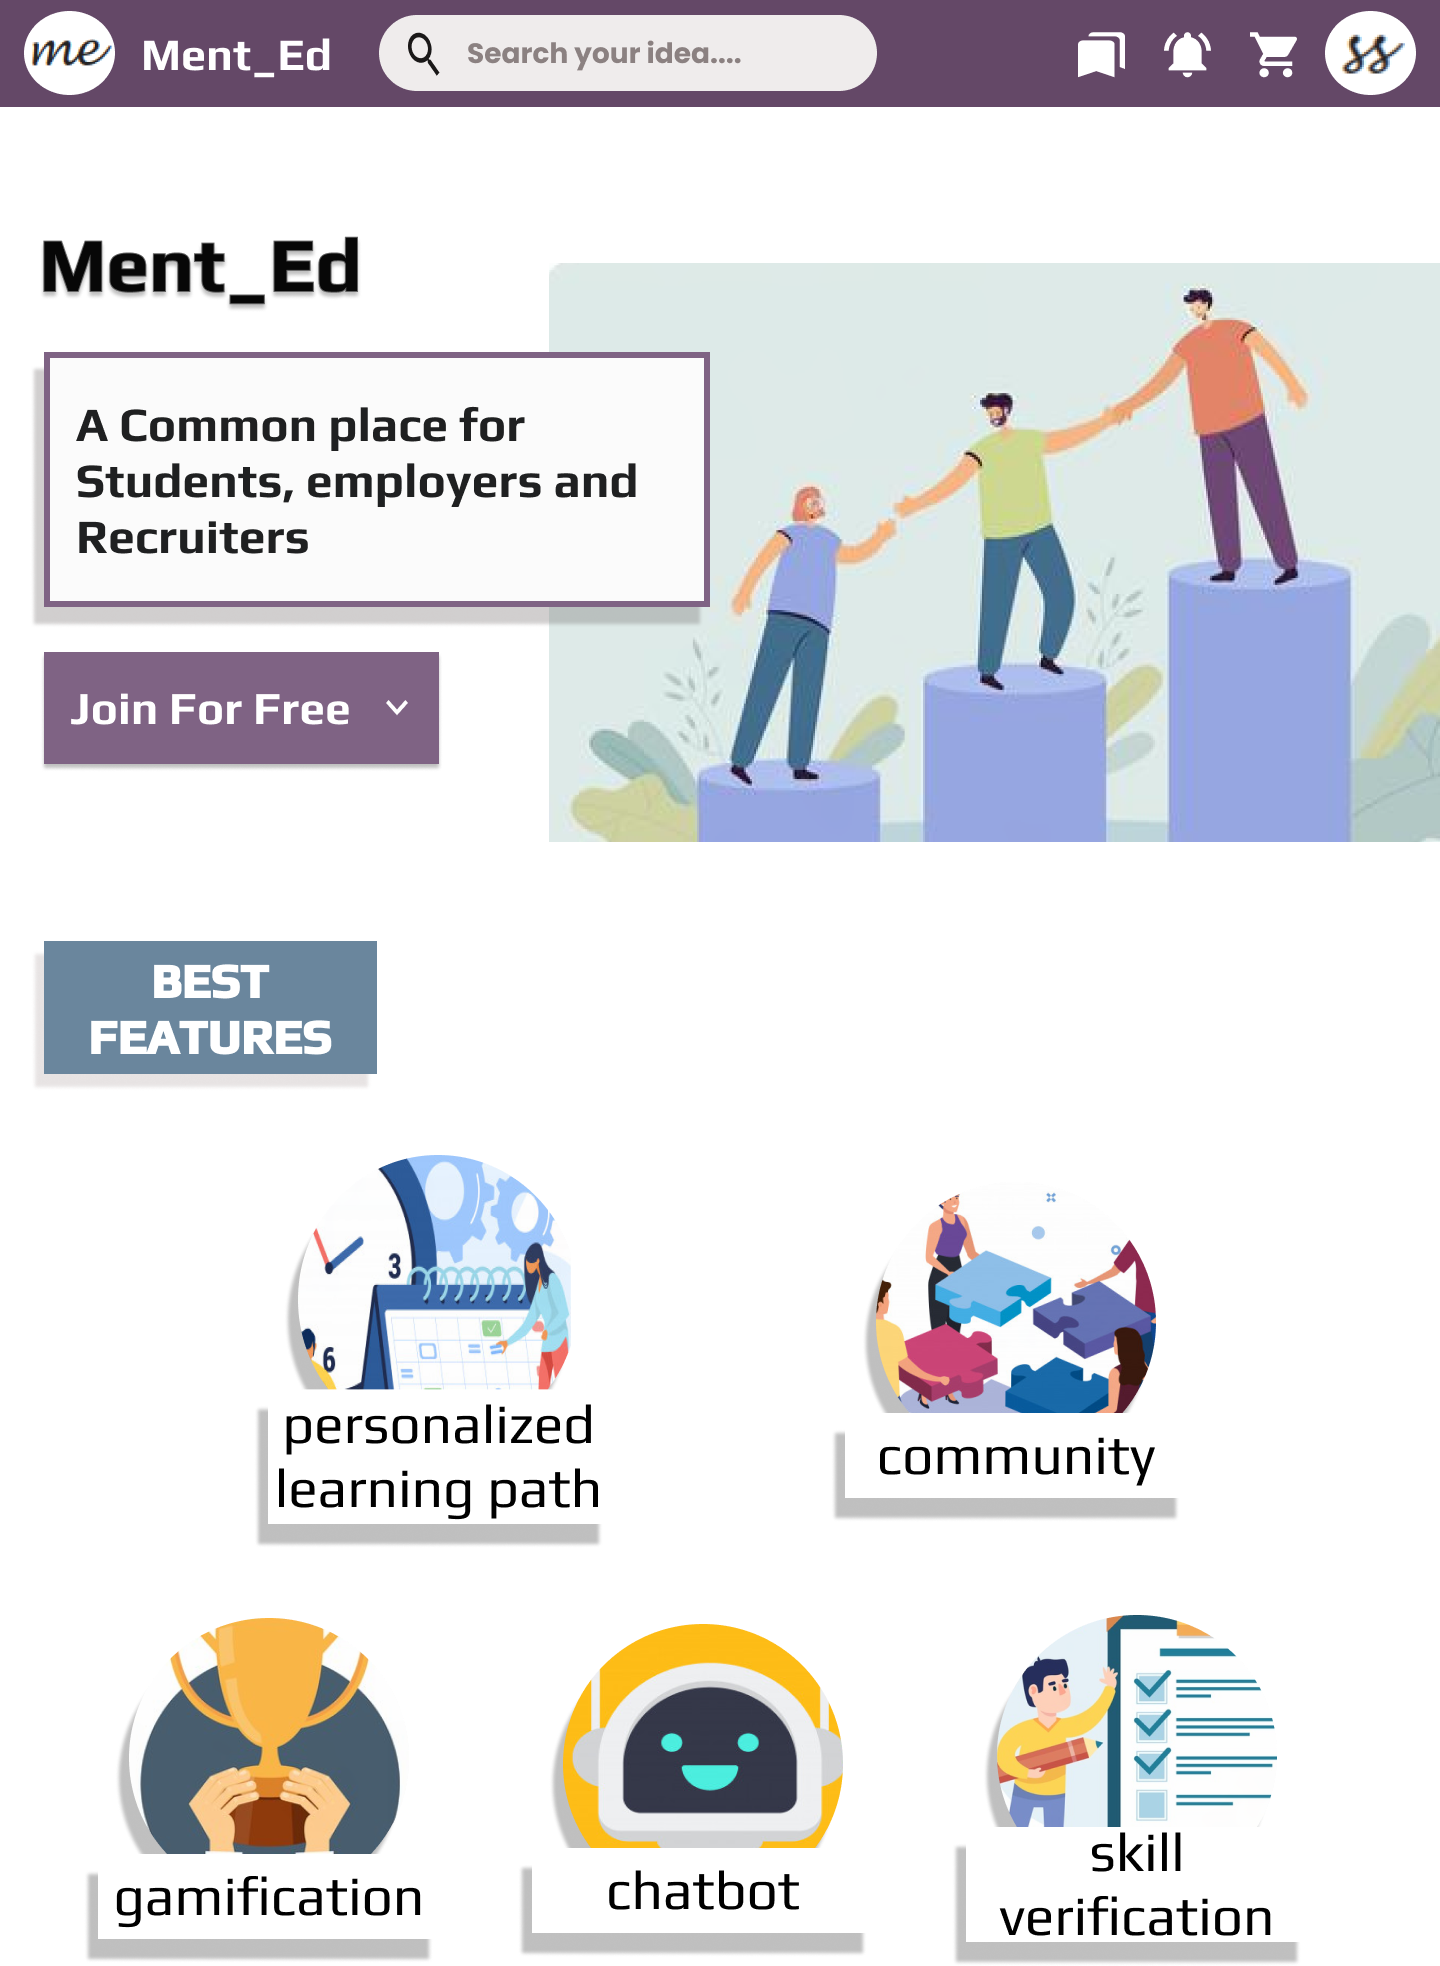 me
Ment_Ed
Search your idea....
ss
Ment_Ed
A Common place for
Students, employers and
Recruiters
Join For Free
BEST
FEATURES
3
6
personalized
learning path
community
gamification
chatbot
skill
verification